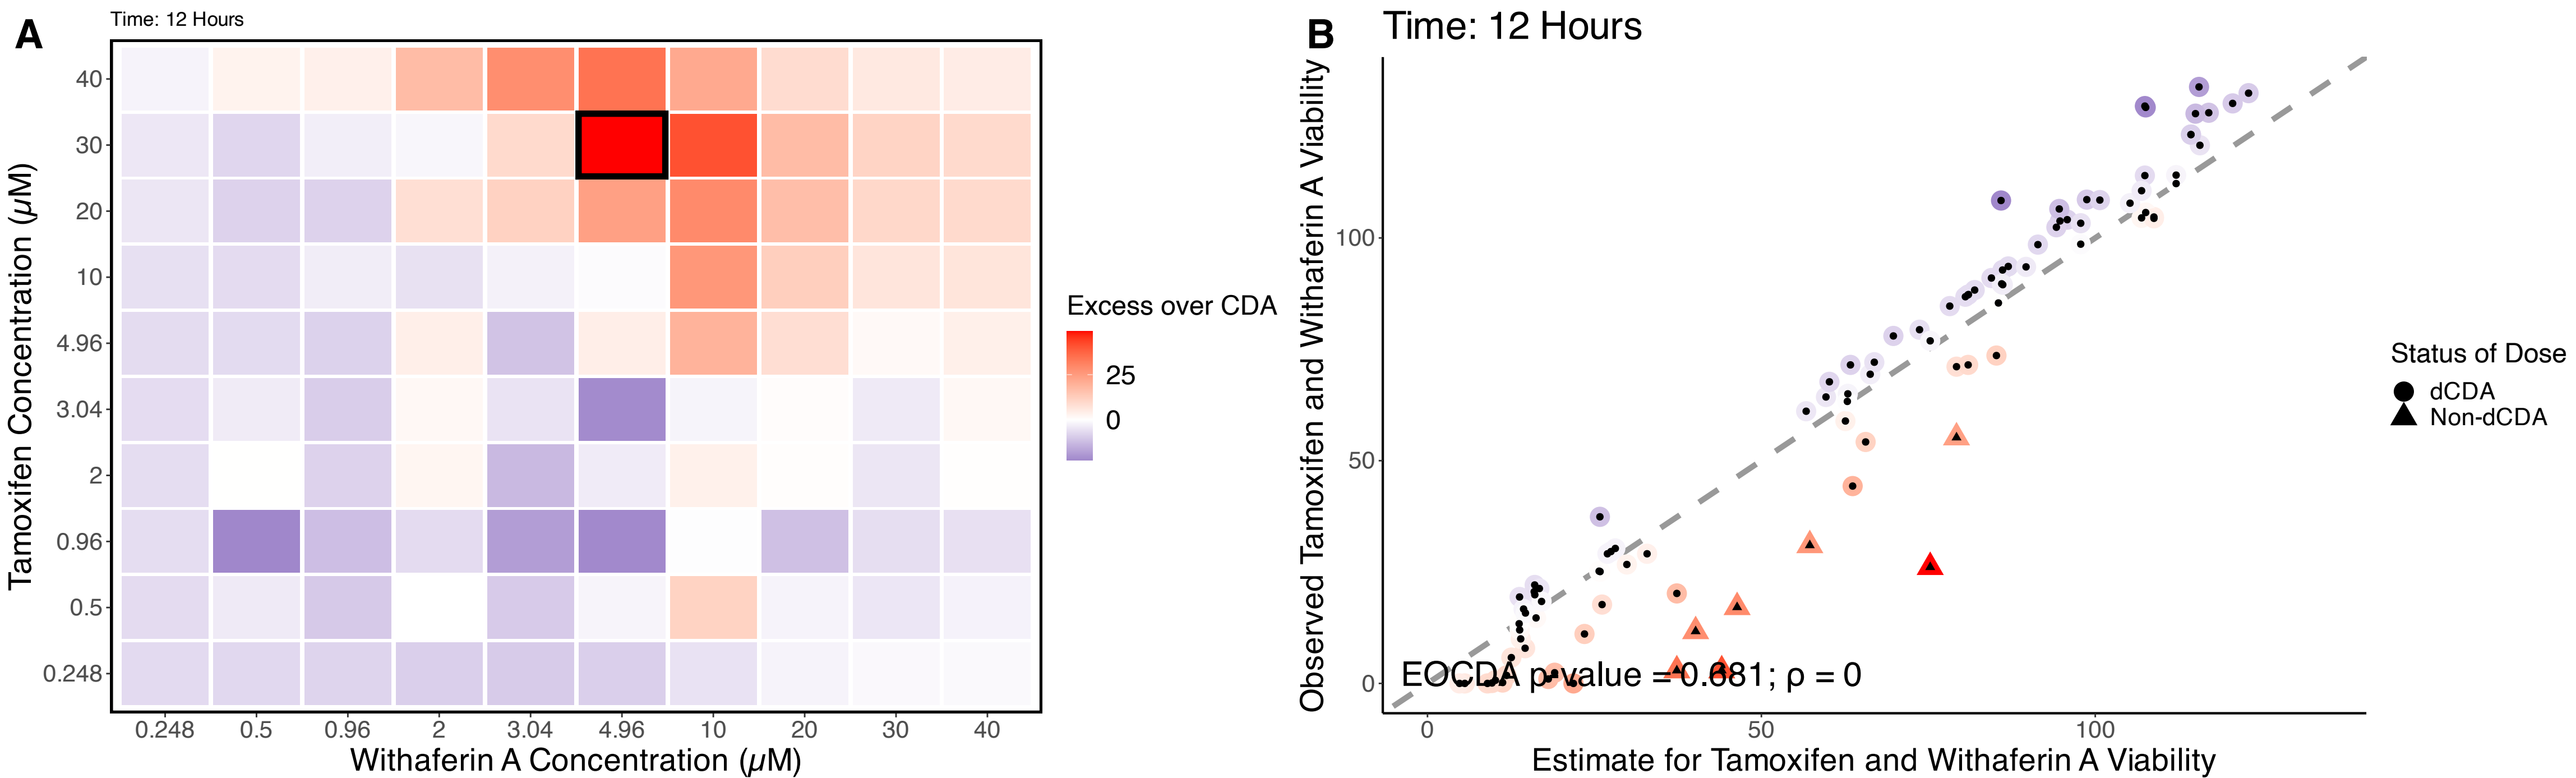 A
Time: 12 Hours
Tamoxifen Concentration (µM)
40
30
20
10
4.96
3.04
2
0.96
0.5
0.248
0.248 0.5 0.96 2 3.04 4.96 10 20 30 40
Withaferin A Concentration (µM)
Excess over CDA
25
0
B
Time: 12 Hours
Observed Tamoxifen and Withaferin A Viability
100
50
0
EOCDA p value = 0.681; ρ = 0
0 50 100
Estimate for Tamoxifen and Withaferin A Viability
Status of Dose
dCDA
Non-dCDA